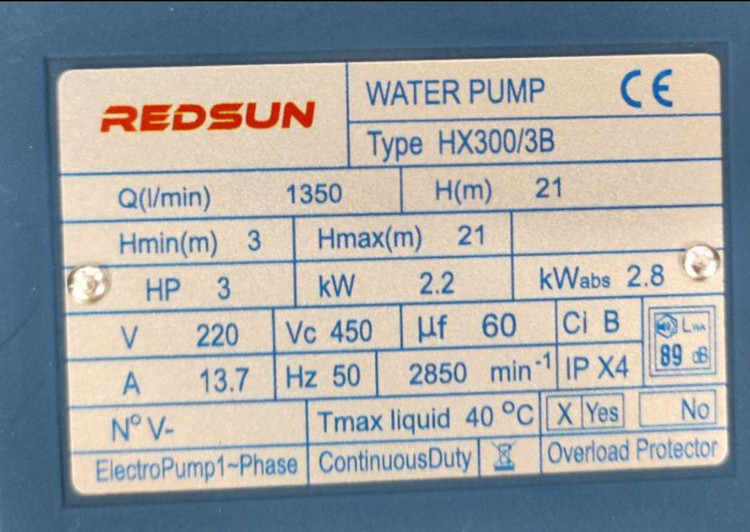 REDSUN
WATER PUMP CE
Type HX300/3B
Q(l/min) 1350 H(m) 21
Hmin(m) 3 Hmax(m) 21
HP 3 kW 2.2 kWabs 2.8
V 220 Vc 450 µf 60 Ci B
LWA
89 dB
A 13.7 Hz 50 2850 min-1 IP X4
N° V- Tmax liquid 40 °C X Yes No
ElectroPump1~Phase ContinuousDuty Overload Protector